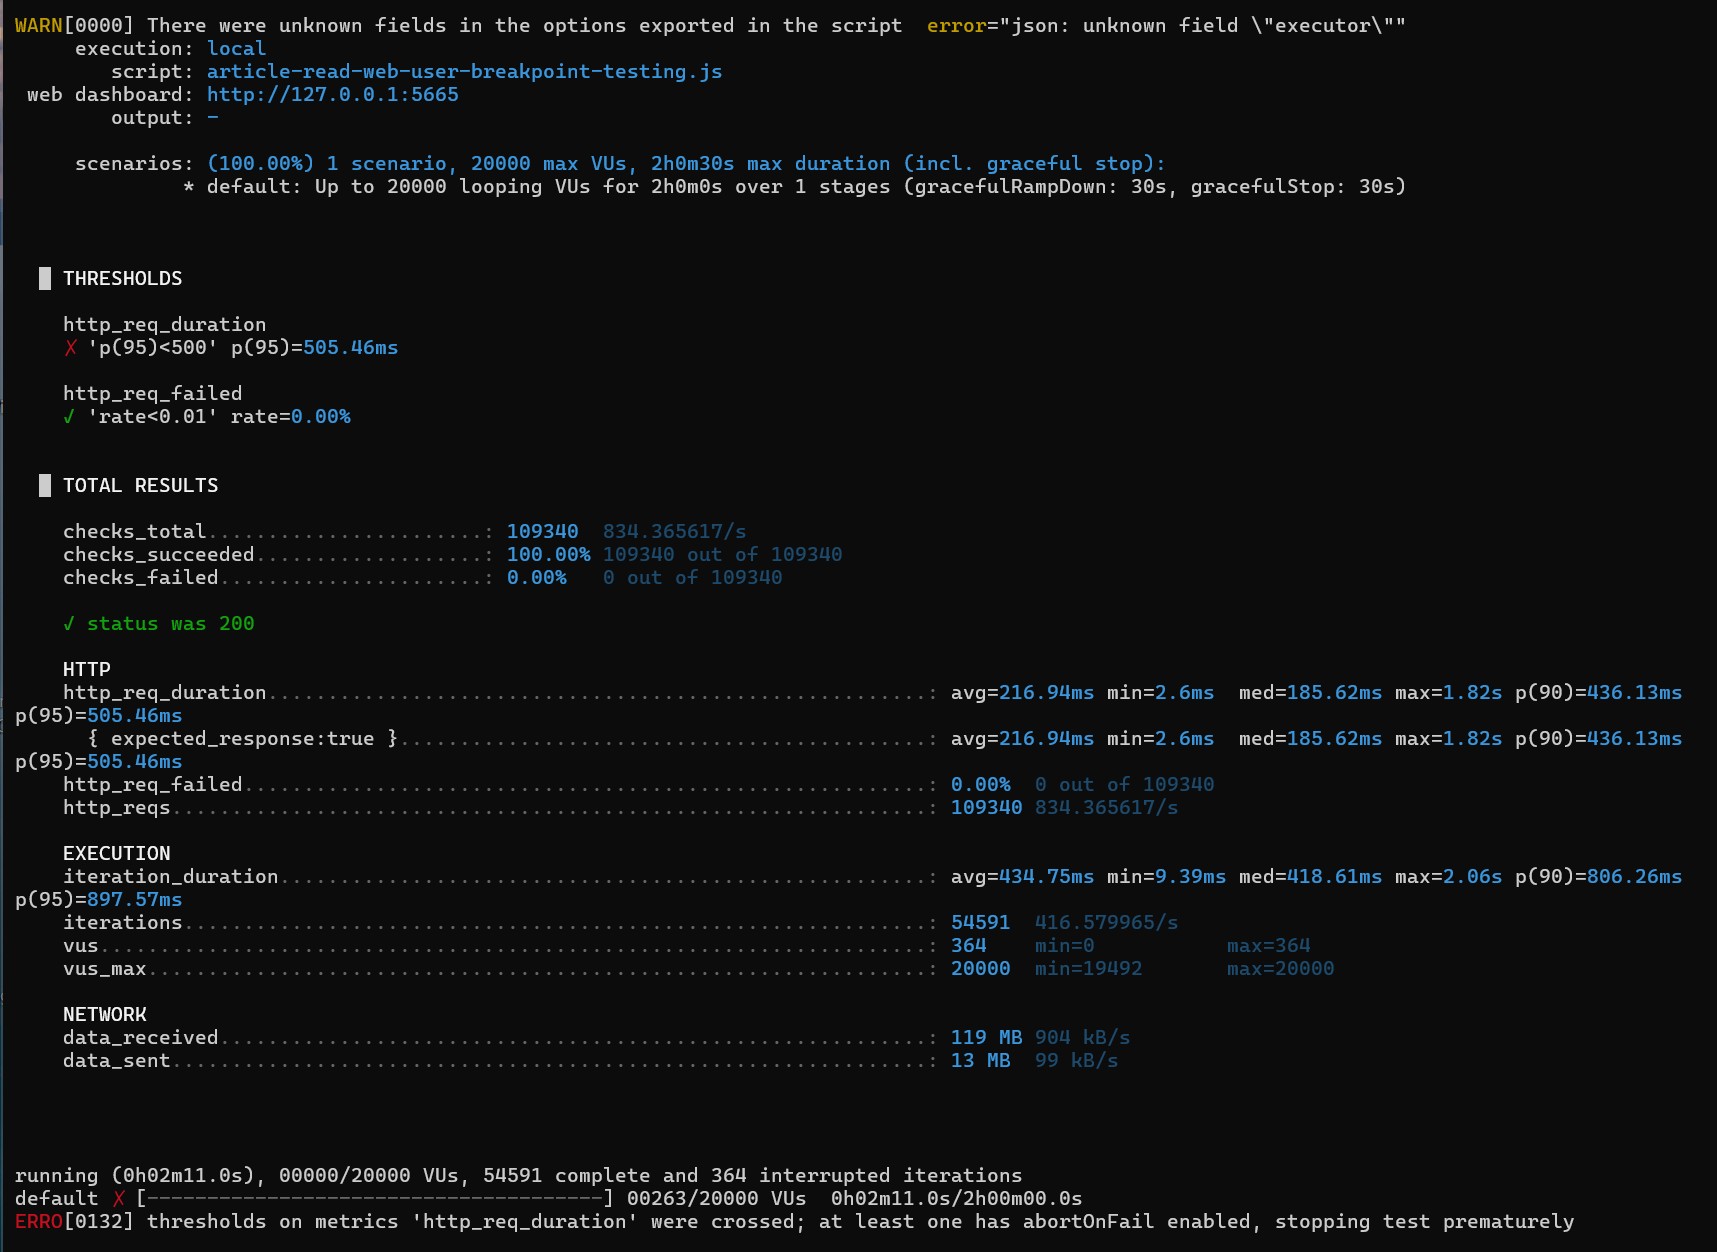 WARN[0000] There were unknown fields in the options exported in the script  error="json: unknown field \"executor\""
     execution: local
        script: article-read-web-user-breakpoint-testing.js
 web dashboard: http://127.0.0.1:5665
        output: -

     scenarios: (100.00%) 1 scenario, 20000 max VUs, 2h0m30s max duration (incl. graceful stop):
              * default: Up to 20000 looping VUs for 2h0m0s over 1 stages (gracefulRampDown: 30s, gracefulStop: 30s)

  █ THRESHOLDS

    http_req_duration
    ✗ 'p(95)<500' p(95)=505.46ms

    http_req_failed
    ✓ 'rate<0.01' rate=0.00%

  █ TOTAL RESULTS

    checks_total.......................: 109340  834.365617/s
    checks_succeeded...................: 100.00% 109340 out of 109340
    checks_failed......................: 0.00%   0 out of 109340

    ✓ status was 200

    HTTP
    http_req_duration.......................................................: avg=216.94ms min=2.6ms  med=185.62ms max=1.82s p(90)=436.13ms
p(95)=505.46ms
      { expected_response:true }............................................: avg=216.94ms min=2.6ms  med=185.62ms max=1.82s p(90)=436.13ms
p(95)=505.46ms
    http_req_failed.........................................................: 0.00%  0 out of 109340
    http_reqs...............................................................: 109340 834.365617/s

    EXECUTION
    iteration_duration......................................................: avg=434.75ms min=9.39ms med=418.61ms max=2.06s p(90)=806.26ms
p(95)=897.57ms
    iterations..............................................................: 54591  416.579965/s
    vus.....................................................................: 364    min=0           max=364
    vus_max.................................................................: 20000  min=19492       max=20000

    NETWORK
    data_received...........................................................: 119 MB 904 kB/s
    data_sent...............................................................: 13 MB  99 kB/s

running (0h02m11.0s), 00000/20000 VUs, 54591 complete and 364 interrupted iterations
default ✗ [--------------------------------------] 00263/20000 VUs  0h02m11.0s/2h00m00.0s
ERRO[0132] thresholds on metrics 'http_req_duration' were crossed; at least one has abortOnFail enabled, stopping test prematurely